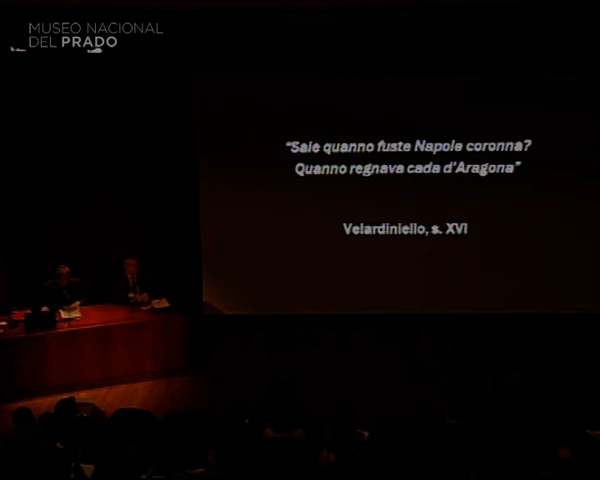 MUSEO NACIONAL
DEL PRADO
“Saie quanno fuste Napole coronna?
Quanno regnava cada d’Aragona”
Velardiniello, s. XVI